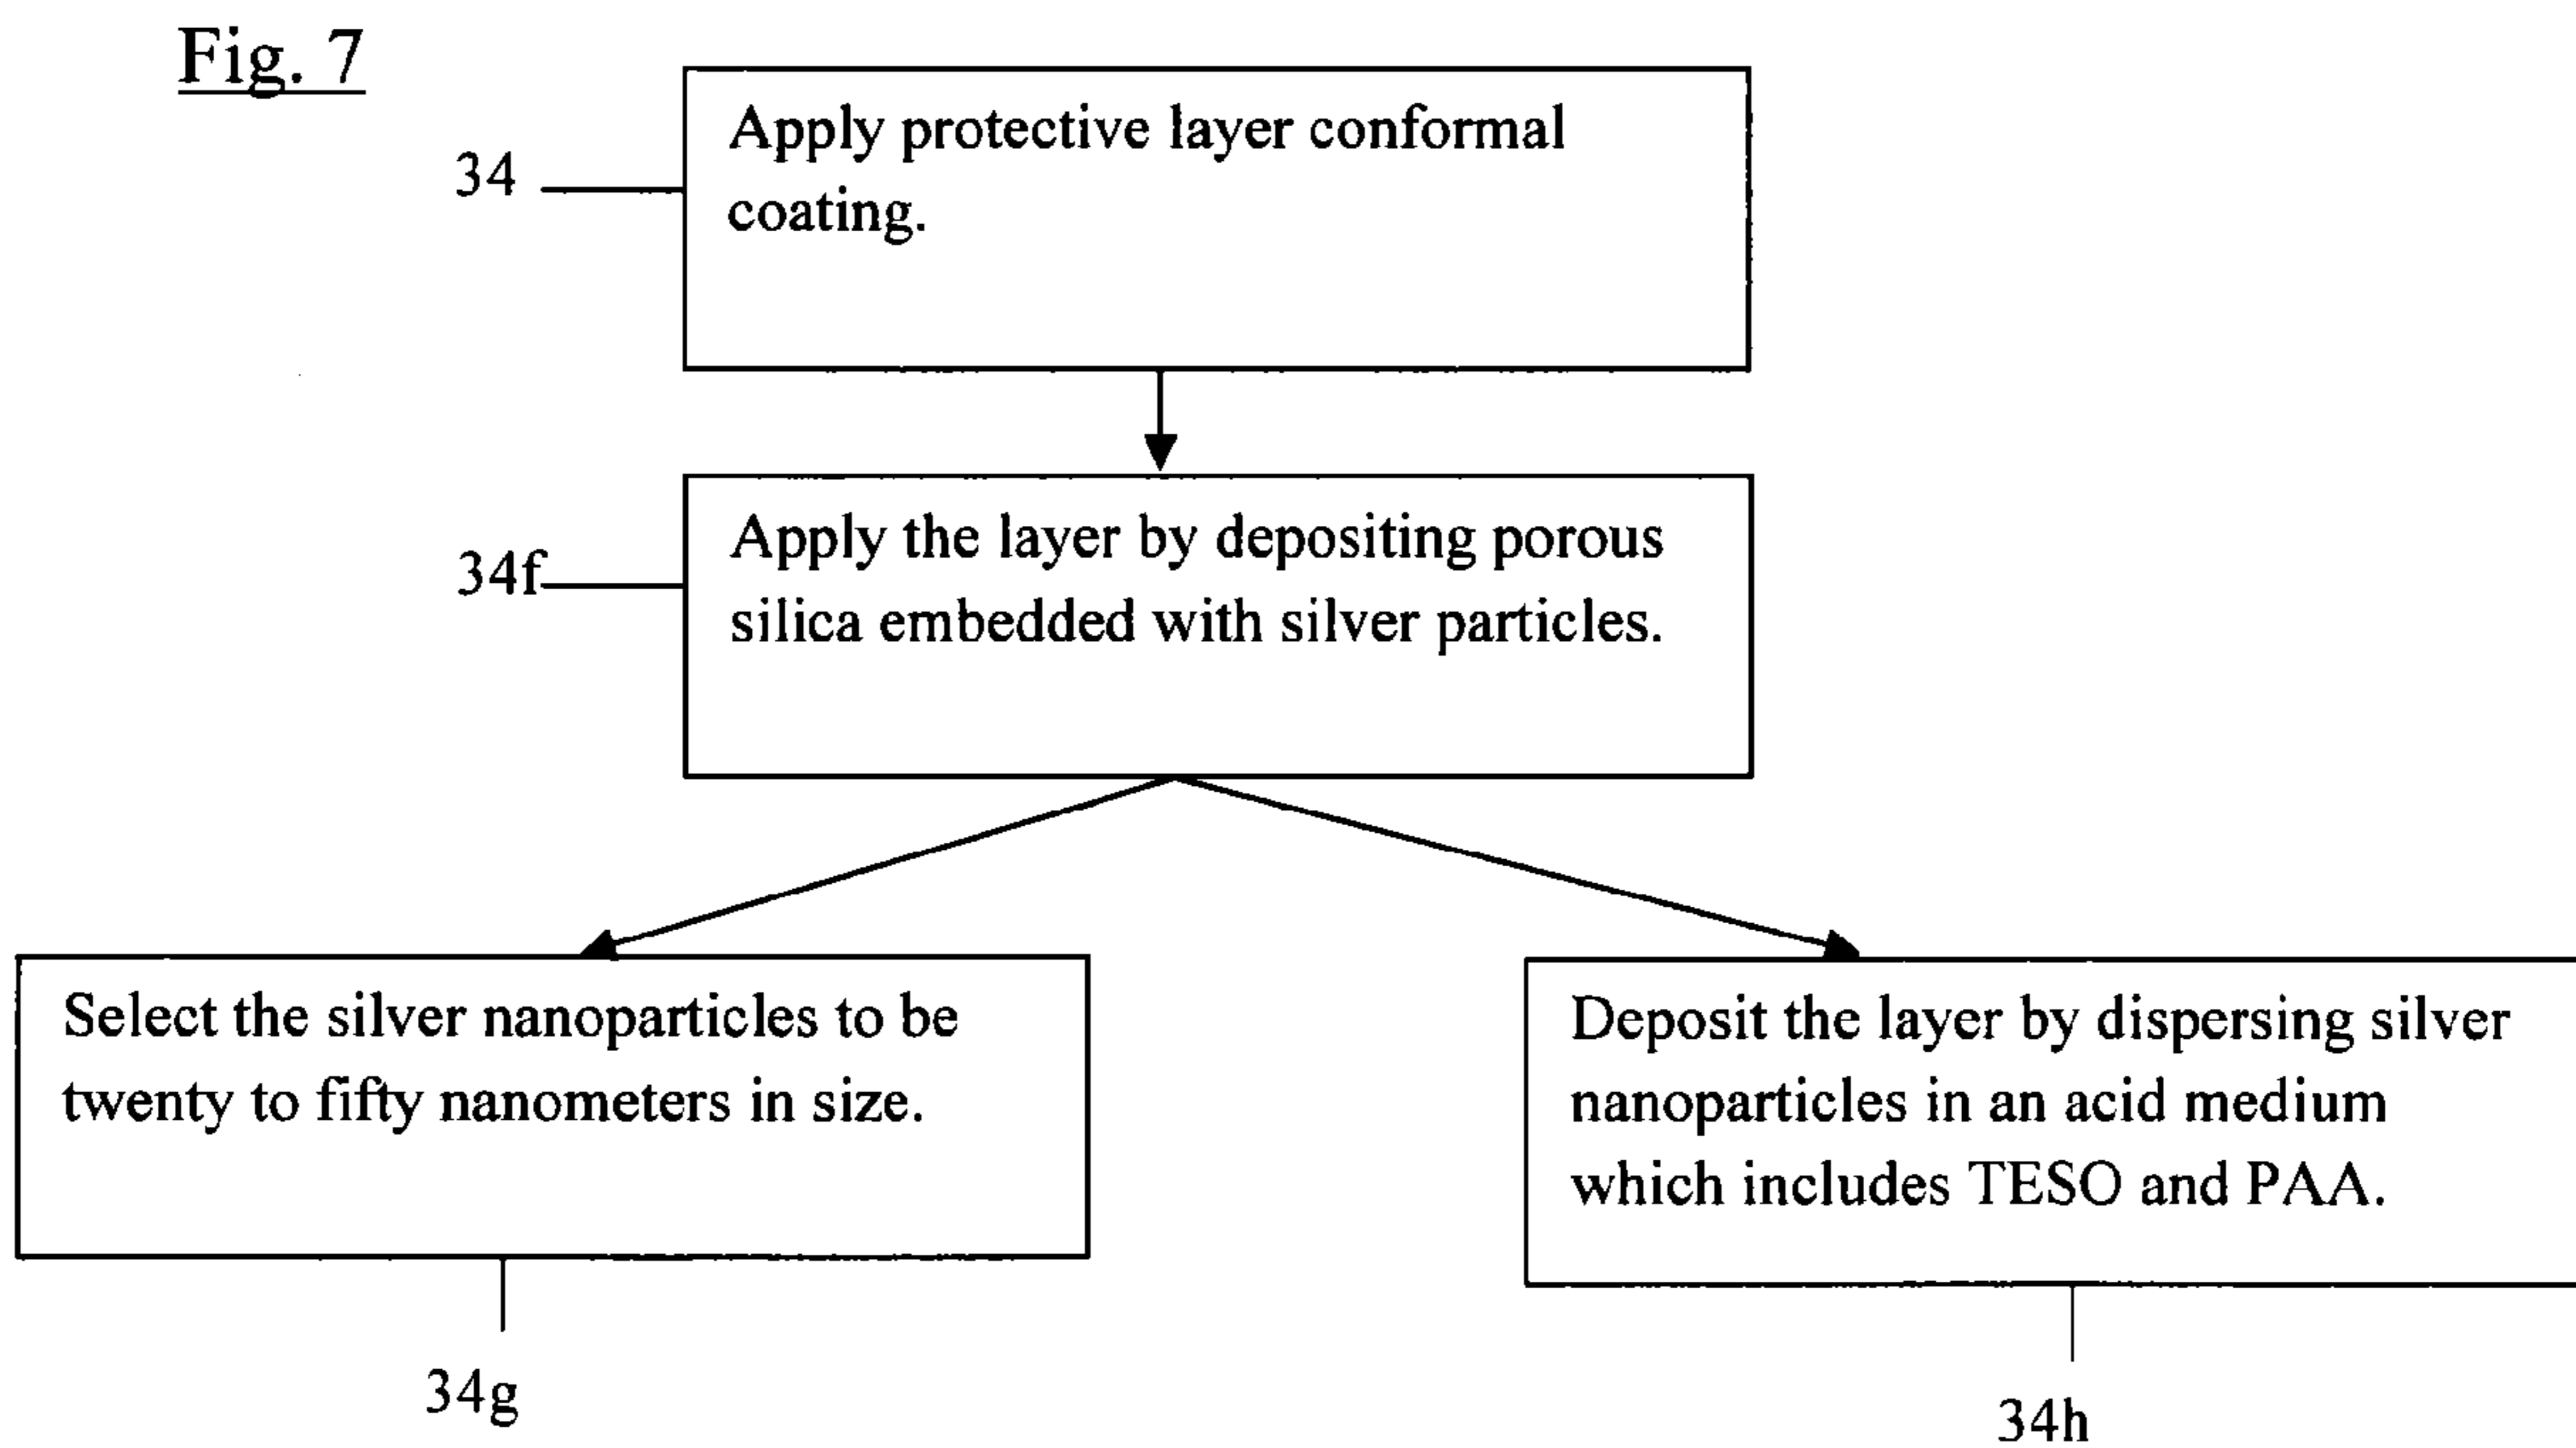 Fig. 7
34
Apply protective layer conformal
coating.
34f
Apply the layer by depositing porous
silica embedded with silver particles.
Select the silver nanoparticles to be
twenty to fifty nanometers in size.
34g
Deposit the layer by dispersing silver
nanoparticles in an acid medium
which includes TESO and PAA.
34h